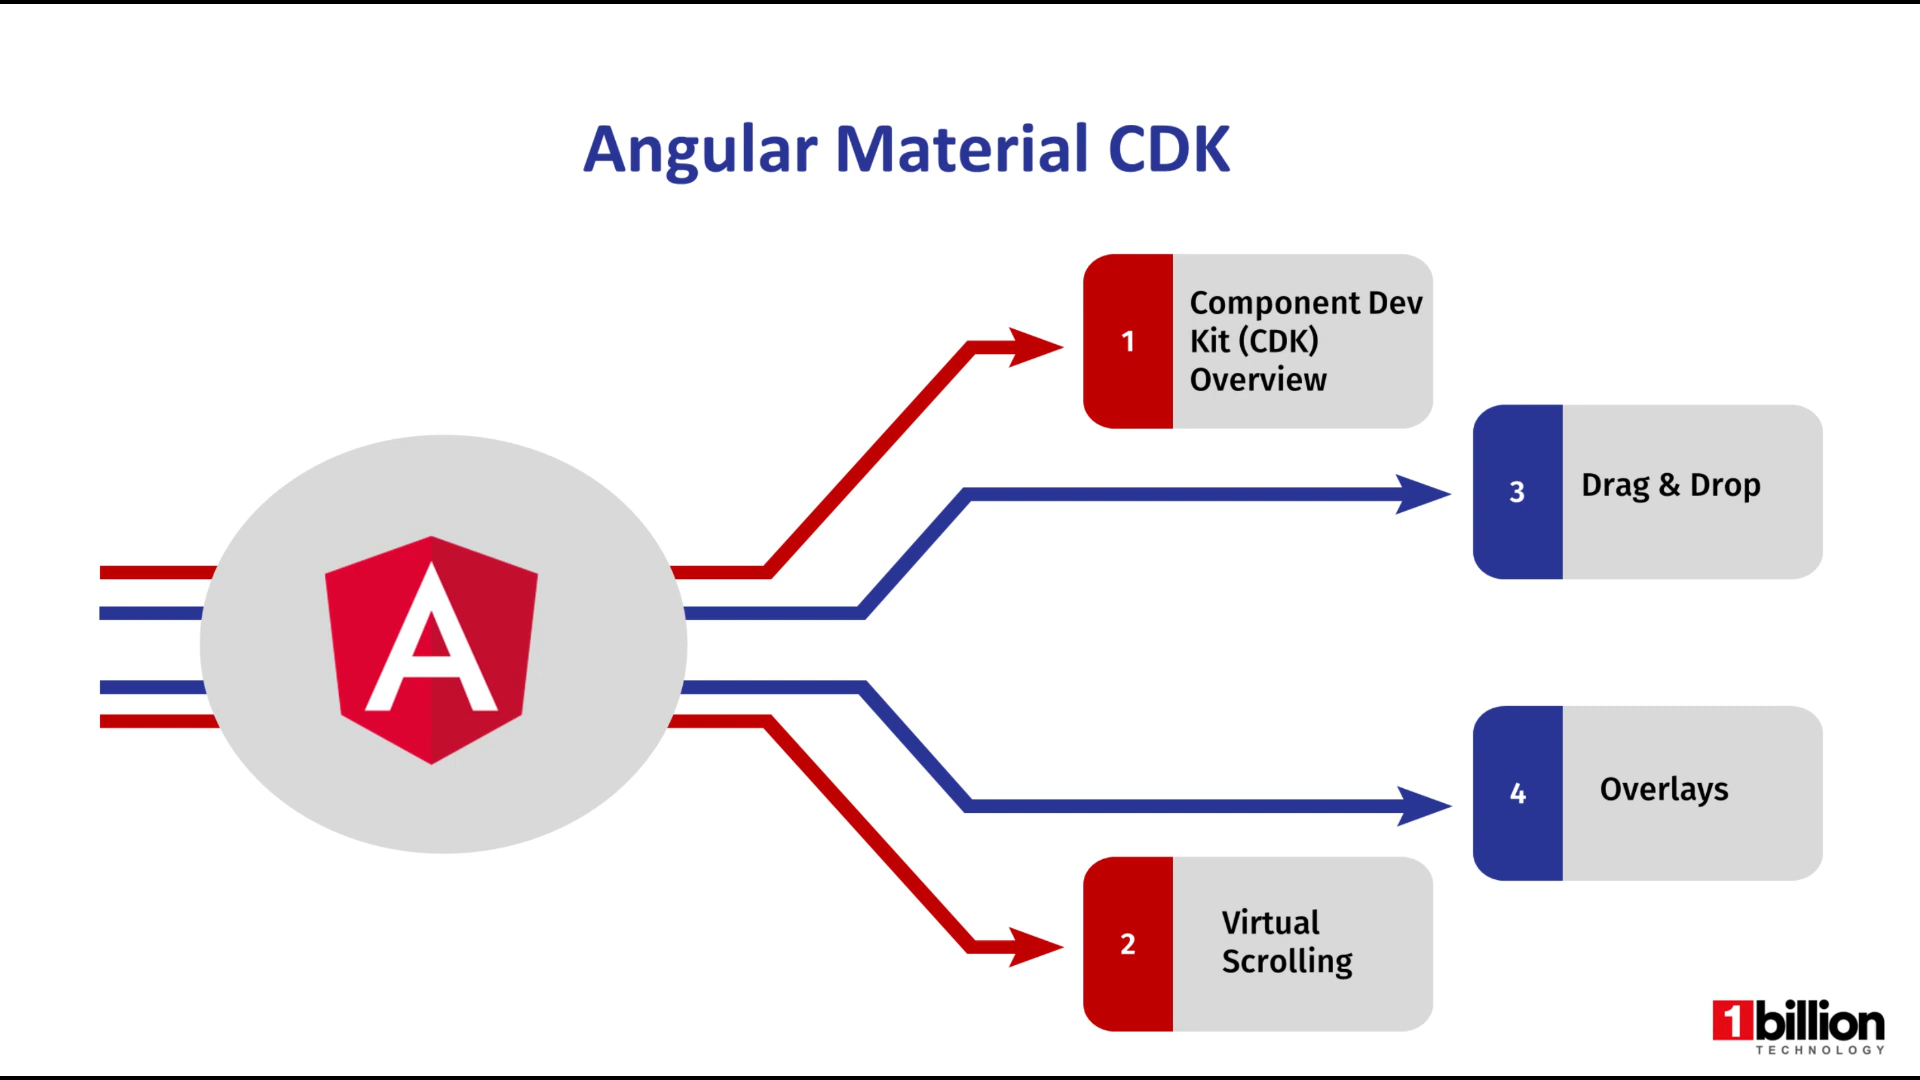 Angular Material CDK
1
Component Dev
Kit (CDK)
Overview
3
Drag & Drop
A
4
Overlays
2
Virtual
Scrolling
1billion
TECHNOLOGY